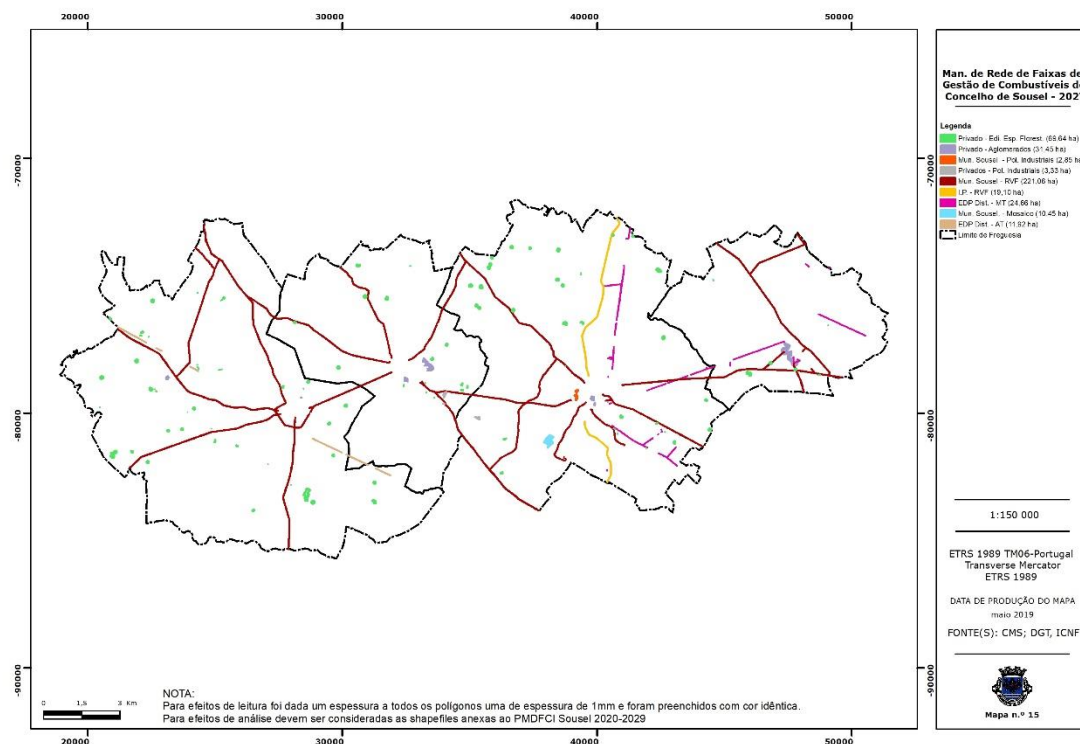 20000 30000 40000 50000
-70000 -70000
-80000 -80000
-90000 -90000
20000 30000 40000 50000
0 1,5 3 Km
NOTA:
Para efeitos de leitura foi dada um espessura a todos os polígonos uma de espessura de 1mm e foram preenchidos com cor idêntica.
Para efeitos de análise devem ser consideradas as shapefiles anexas ao PMDFCI Sousel 2020-2029
Man. de Rede de Faixas de
Gestão de Combustíveis do
Concelho de Sousel - 202
Legenda
Privado - Edi. Esp. Florest. (69,64 ha)
Privado - Aglomerados (31,45 ha)
Mun. Sousel - Pol. Industriais (2,85 ha
Privados - Pol. Industriais (3,33 ha)
Mun. Sousel - RVF (221,06 ha)
I.P. - RVF (19,10 ha)
EDP Dist. - MT (24,66 ha)
Mun. Sousel. - Mosaico (10,45 ha)
EDP Dist. - AT (11,92 ha)
Limite de Freguesia
1:150 000
ETRS 1989 TM06-Portugal
Transverse Mercator
ETRS 1989
DATA DE PRODUÇÃO DO MAPA
maio 2019
FONTE(S): CMS; DGT, ICNF
Mapa n.º 15